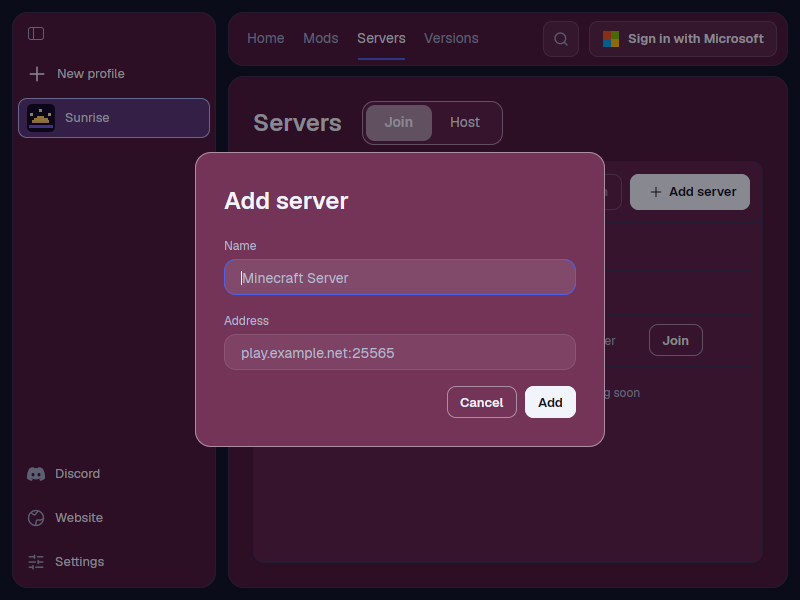 Home Mods Servers Versions
Sign in with Microsoft
New profile
Sunrise
Servers
Join Host
Add server
Add server
Name
Minecraft Server
Address
play.example.net:25565
Join
soon
Cancel Add
Discord
Website
Settings